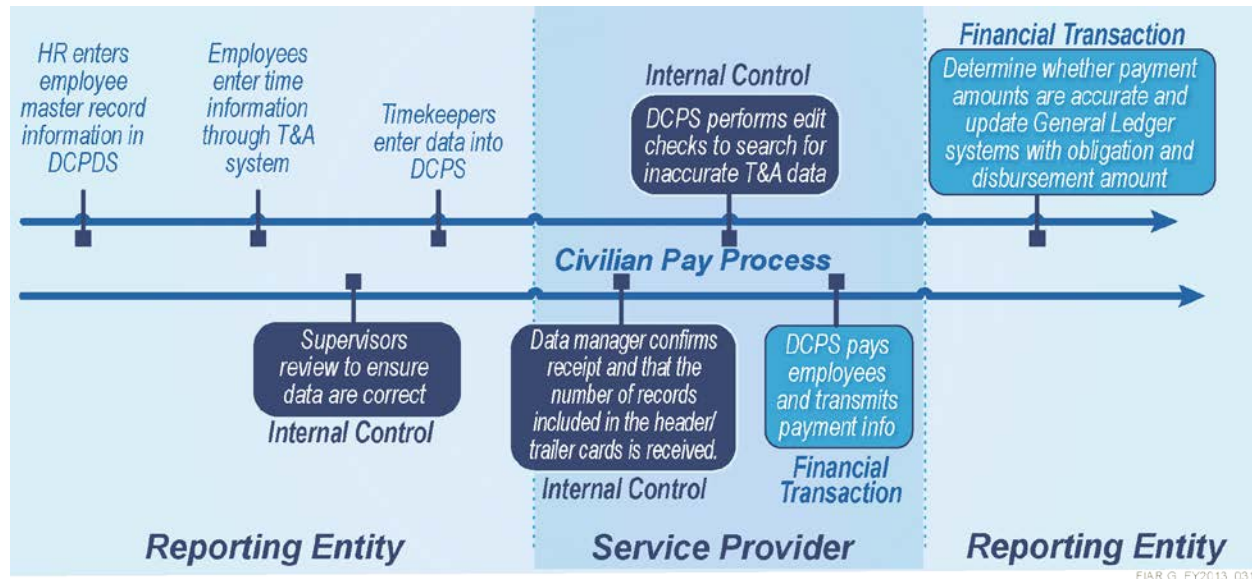 HR enters
employee
master record
information in
DCPDS
Employees
enter time
information
through T&A
system
Timekeepers
enter data into
DCPS
Internal Control
DCPS performs edit
checks to search for
inaccurate T&A data
Financial Transaction
Determine whether payment
amounts are accurate and
update General Ledger
systems with obligation and
disbursement amount
Civilian Pay Process
Supervisors
review to ensure
data are correct
Internal Control
Data manager confirms
receipt and that the
number of records
included in the header/
trailer cards is received.
Internal Control
DCPS pays
employees
and transmits
payment info
Financial
Transaction
Reporting Entity
Service Provider
Reporting Entity